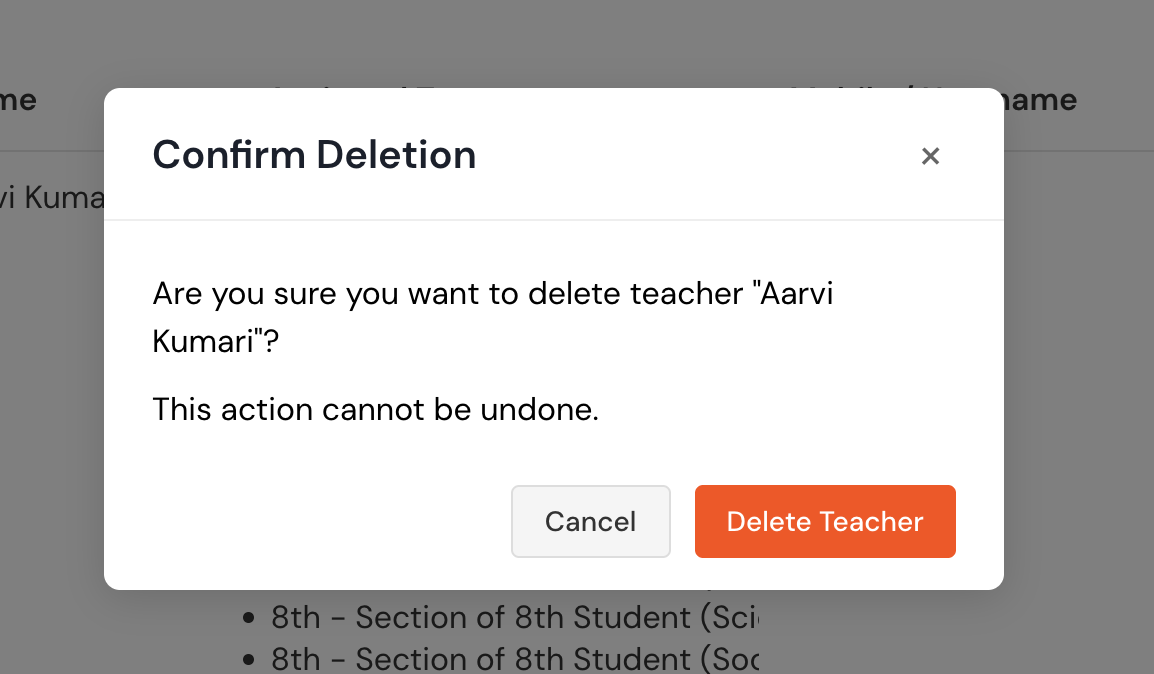 me
name
Confirm Deletion
×
vi Kuma
Are you sure you want to delete teacher "Aarvi
Kumari"?
This action cannot be undone.
Cancel
Delete Teacher
• 8th - Section of 8th Student (Sci
• 8th - Section of 8th Student (Soc